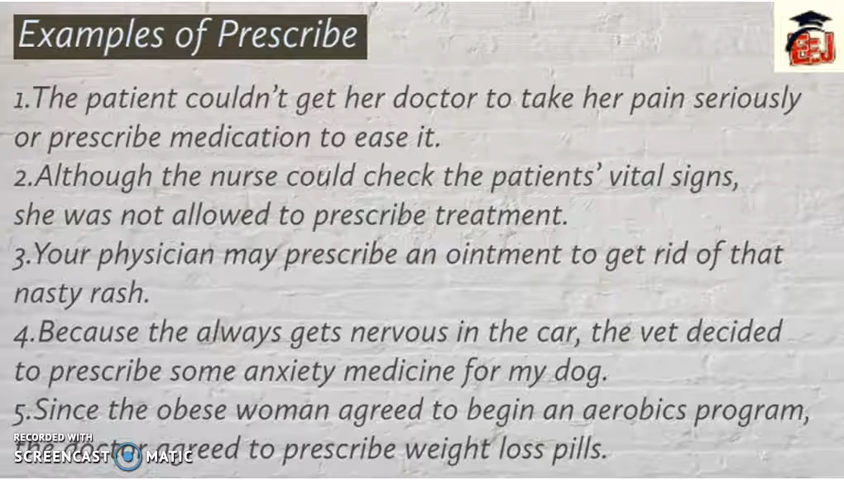 Examples of Prescribe
EEJ
1.The patient couldn't get her doctor to take her pain seriously
or prescribe medication to ease it.
2.Although the nurse could check the patients' vital signs,
she was not allowed to prescribe treatment.
3.Your physician may prescribe an ointment to get rid of that
nasty rash.
4.Because the always gets nervous in the car, the vet decided
to prescribe some anxiety medicine for my dog.
5.Since the obese woman agreed to begin an aerobics program,
the doctor agreed to prescribe weight loss pills.
RECORDED WITH
SCREENCAST MATIC